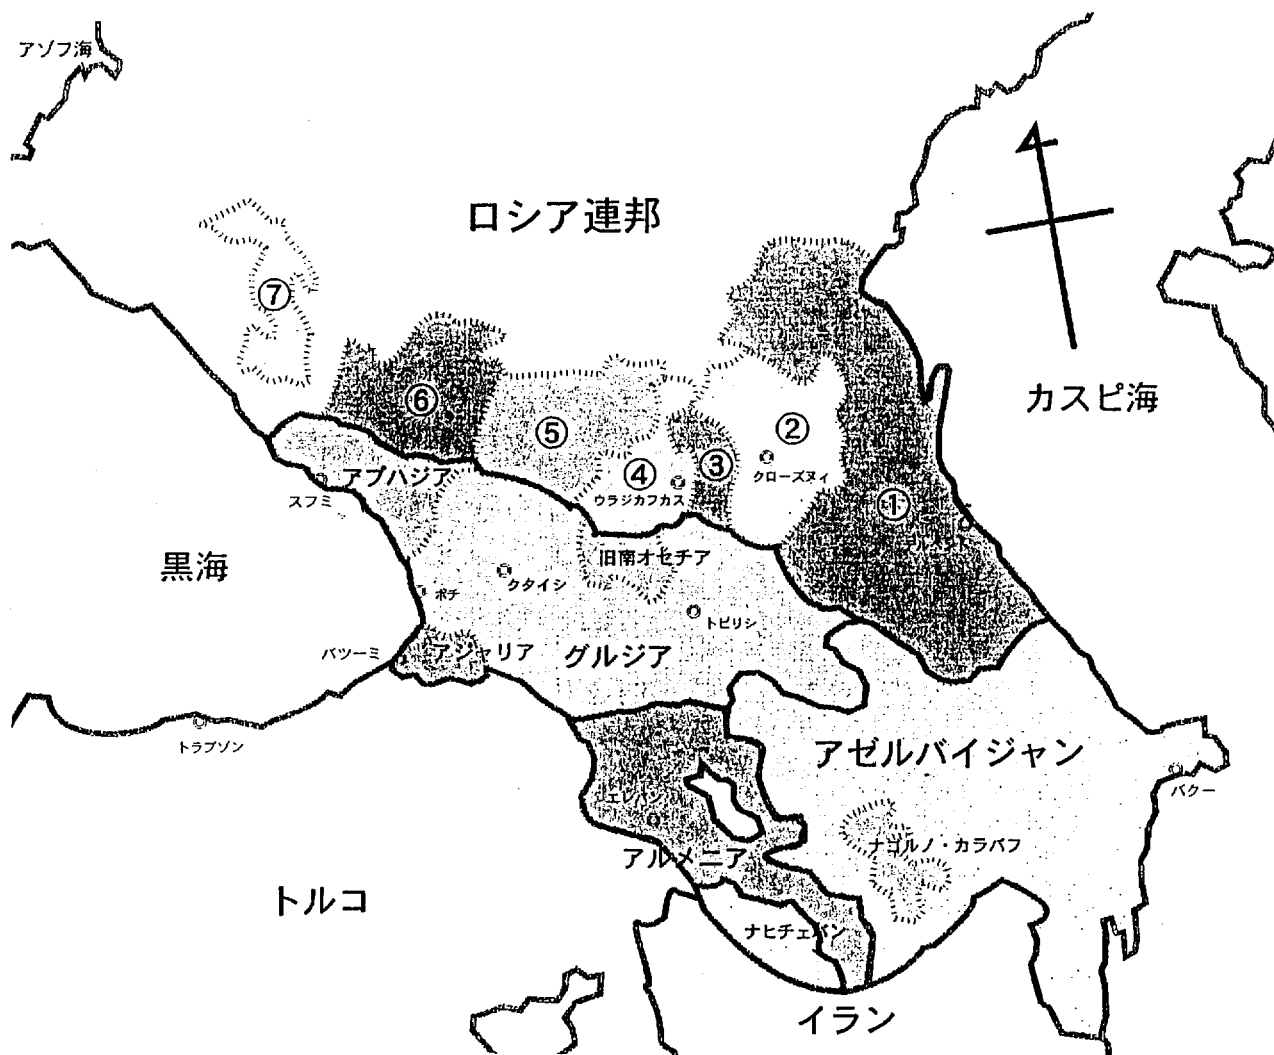 アゾフ海
ロシア連邦
⑦
カスピ海
⑥
⑤
②
④
③
クローズヌィ
アブハジア
スフミ
ウラジカフカス
①
黒海
旧南オセチア
クタイシ
ポチ
トビリシ
バツーミ
アジャリア
グルジア
トラブゾン
アゼルバイジャン
バクー
エレバン
ナゴルノ・カラバフ
アルメニア
トルコ
ナヒチェバン
イラン